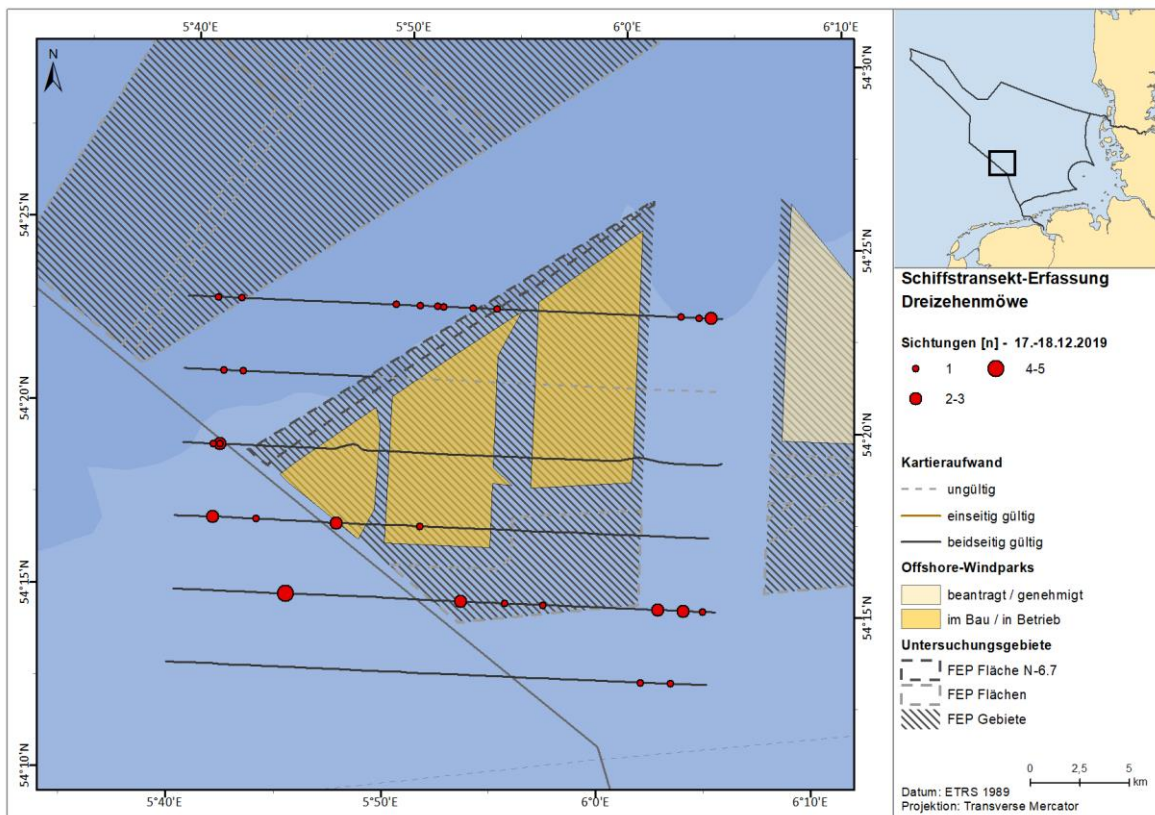 5°40'E
5°50'E
6°0'E
6°10'E
N
54°30'N
54°25'N
54°25'N
54°20'N
54°20'N
54°15'N
54°15'N
54°10'N
5°40'E
5°50'E
6°0'E
6°10'E
Schiffstransekt-Erfassung
Dreizehenmöwe
Sichtungen [n] - 17.-18.12.2019
1
4-5
2-3
Kartieraufwand
ungültig
einseitig gültig
beidseitig gültig
Offshore-Windparks
beantragt / genehmigt
im Bau / in Betrieb
Untersuchungsgebiete
FEP Fläche N-6.7
FEP Flächen
FEP Gebiete
0 2,5 5
km
Datum: ETRS 1989
Projektion: Transverse Mercator